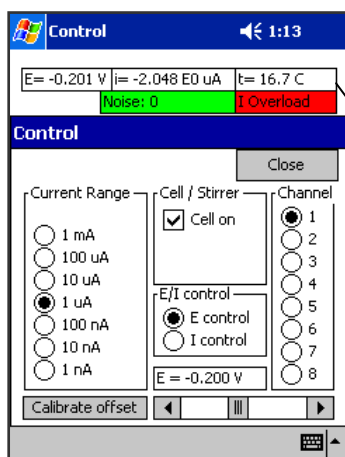 Control 1:13
E= -0.201 V i= -2.048 E0 uA t= 16.7 C
Noise: 0 I Overload
Control
Close
Current Range
1 mA
100 uA
10 uA
1 uA
100 nA
10 nA
1 nA
Cell / Stirrer
Cell on
E/I control
E control
I control
E = -0.200 V
Channel
1
2
3
4
5
6
7
8
Calibrate offset